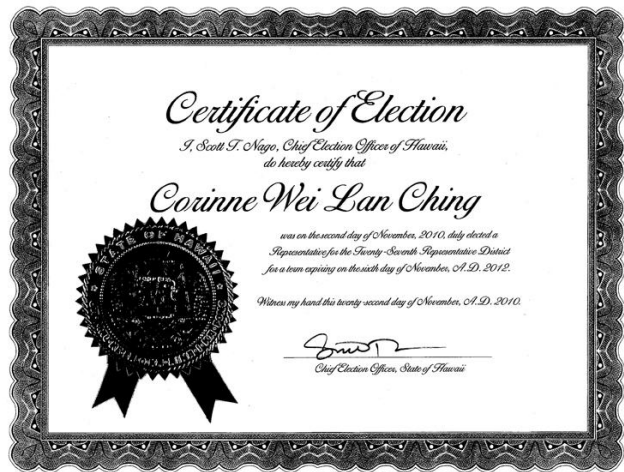 Certificate of Election
I, Scott T. Nago, Chief Election Officer of Hawaii,
do hereby certify that
Corinne Wei Lan Ching
was on the second day of November, 2010, duly elected a
Representative for the Twenty-Seventh Representative District
for a term expiring on the sixth day of November, A.D. 2012.
Witness my hand this twenty-second day of November, A.D. 2010.
STATE OF HAWAII
Chief Election Officer, State of Hawaii